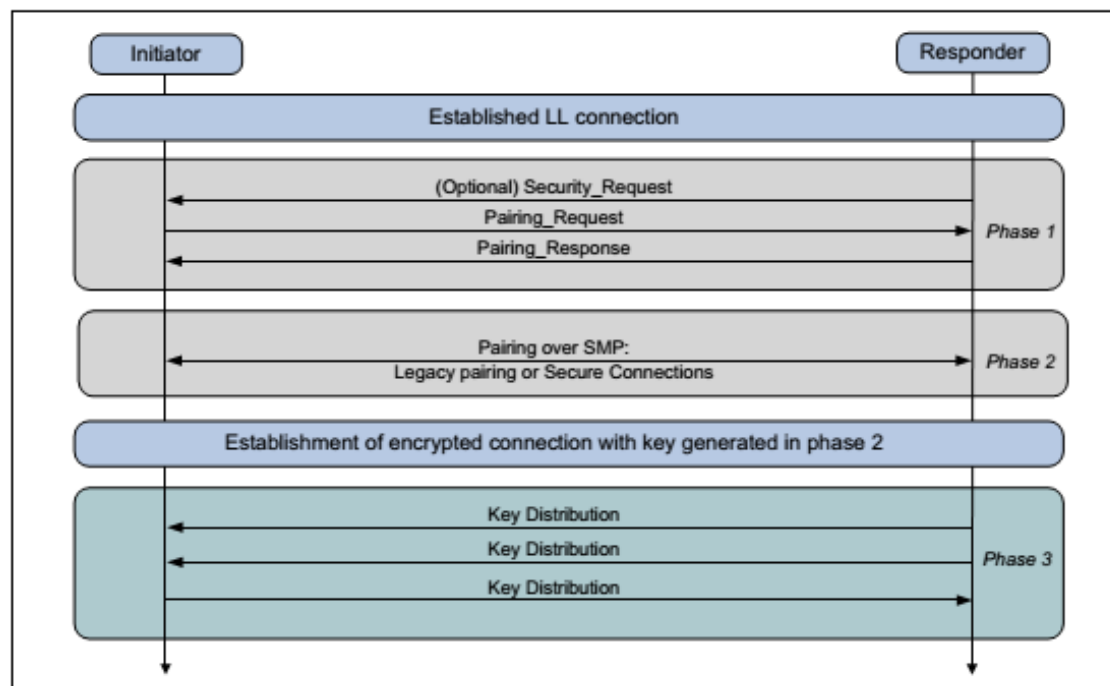 Initiator
Responder
Established LL connection
(Optional) Security_Request
Pairing_Request
Phase 1
Pairing_Response
Pairing over SMP:
Phase 2
Legacy pairing or Secure Connections
Establishment of encrypted connection with key generated in phase 2
Key Distribution
Key Distribution
Phase 3
Key Distribution